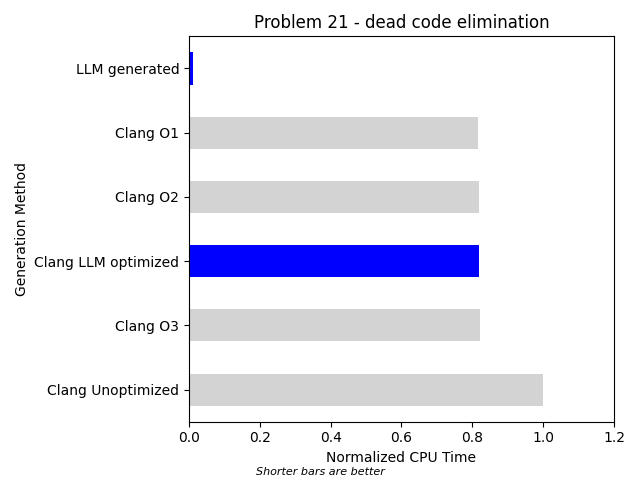 Problem 21 - dead code elimination
Generation Method
LLM generated
Clang O1
Clang O2
Clang LLM optimized
Clang O3
Clang Unoptimized
0.0 0.2 0.4 0.6 0.8 1.0 1.2
Normalized CPU Time
Shorter bars are better